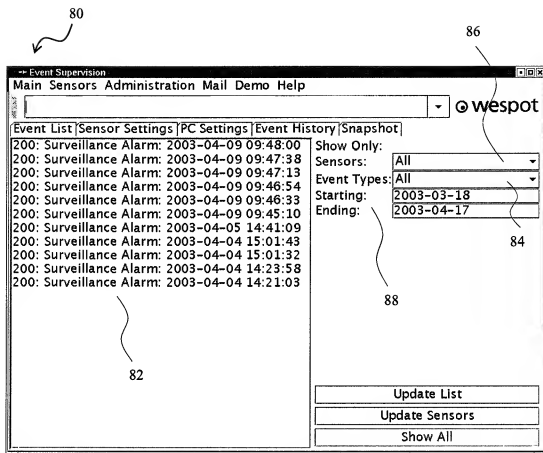 80
86
Event Supervision
Main Sensors Administration Mail Demo Help
wespot
Event List Sensor Settings PC Settings Event History Snapshot
200: Surveillance Alarm: 2003-04-09 09:48:00
200: Surveillance Alarm: 2003-04-09 09:47:38
200: Surveillance Alarm: 2003-04-09 09:47:13
200: Surveillance Alarm: 2003-04-09 09:46:54
200: Surveillance Alarm: 2003-04-09 09:46:33
200: Surveillance Alarm: 2003-04-09 09:45:10
200: Surveillance Alarm: 2003-04-05 14:41:09
200: Surveillance Alarm: 2003-04-04 15:01:43
200: Surveillance Alarm: 2003-04-04 15:01:32
200: Surveillance Alarm: 2003-04-04 14:23:58
200: Surveillance Alarm: 2003-04-04 14:21:03
Show Only:
Sensors: All
Event Types: All
Starting: 2003-03-18
Ending: 2003-04-17
84
88
82
Update List
Update Sensors
Show All